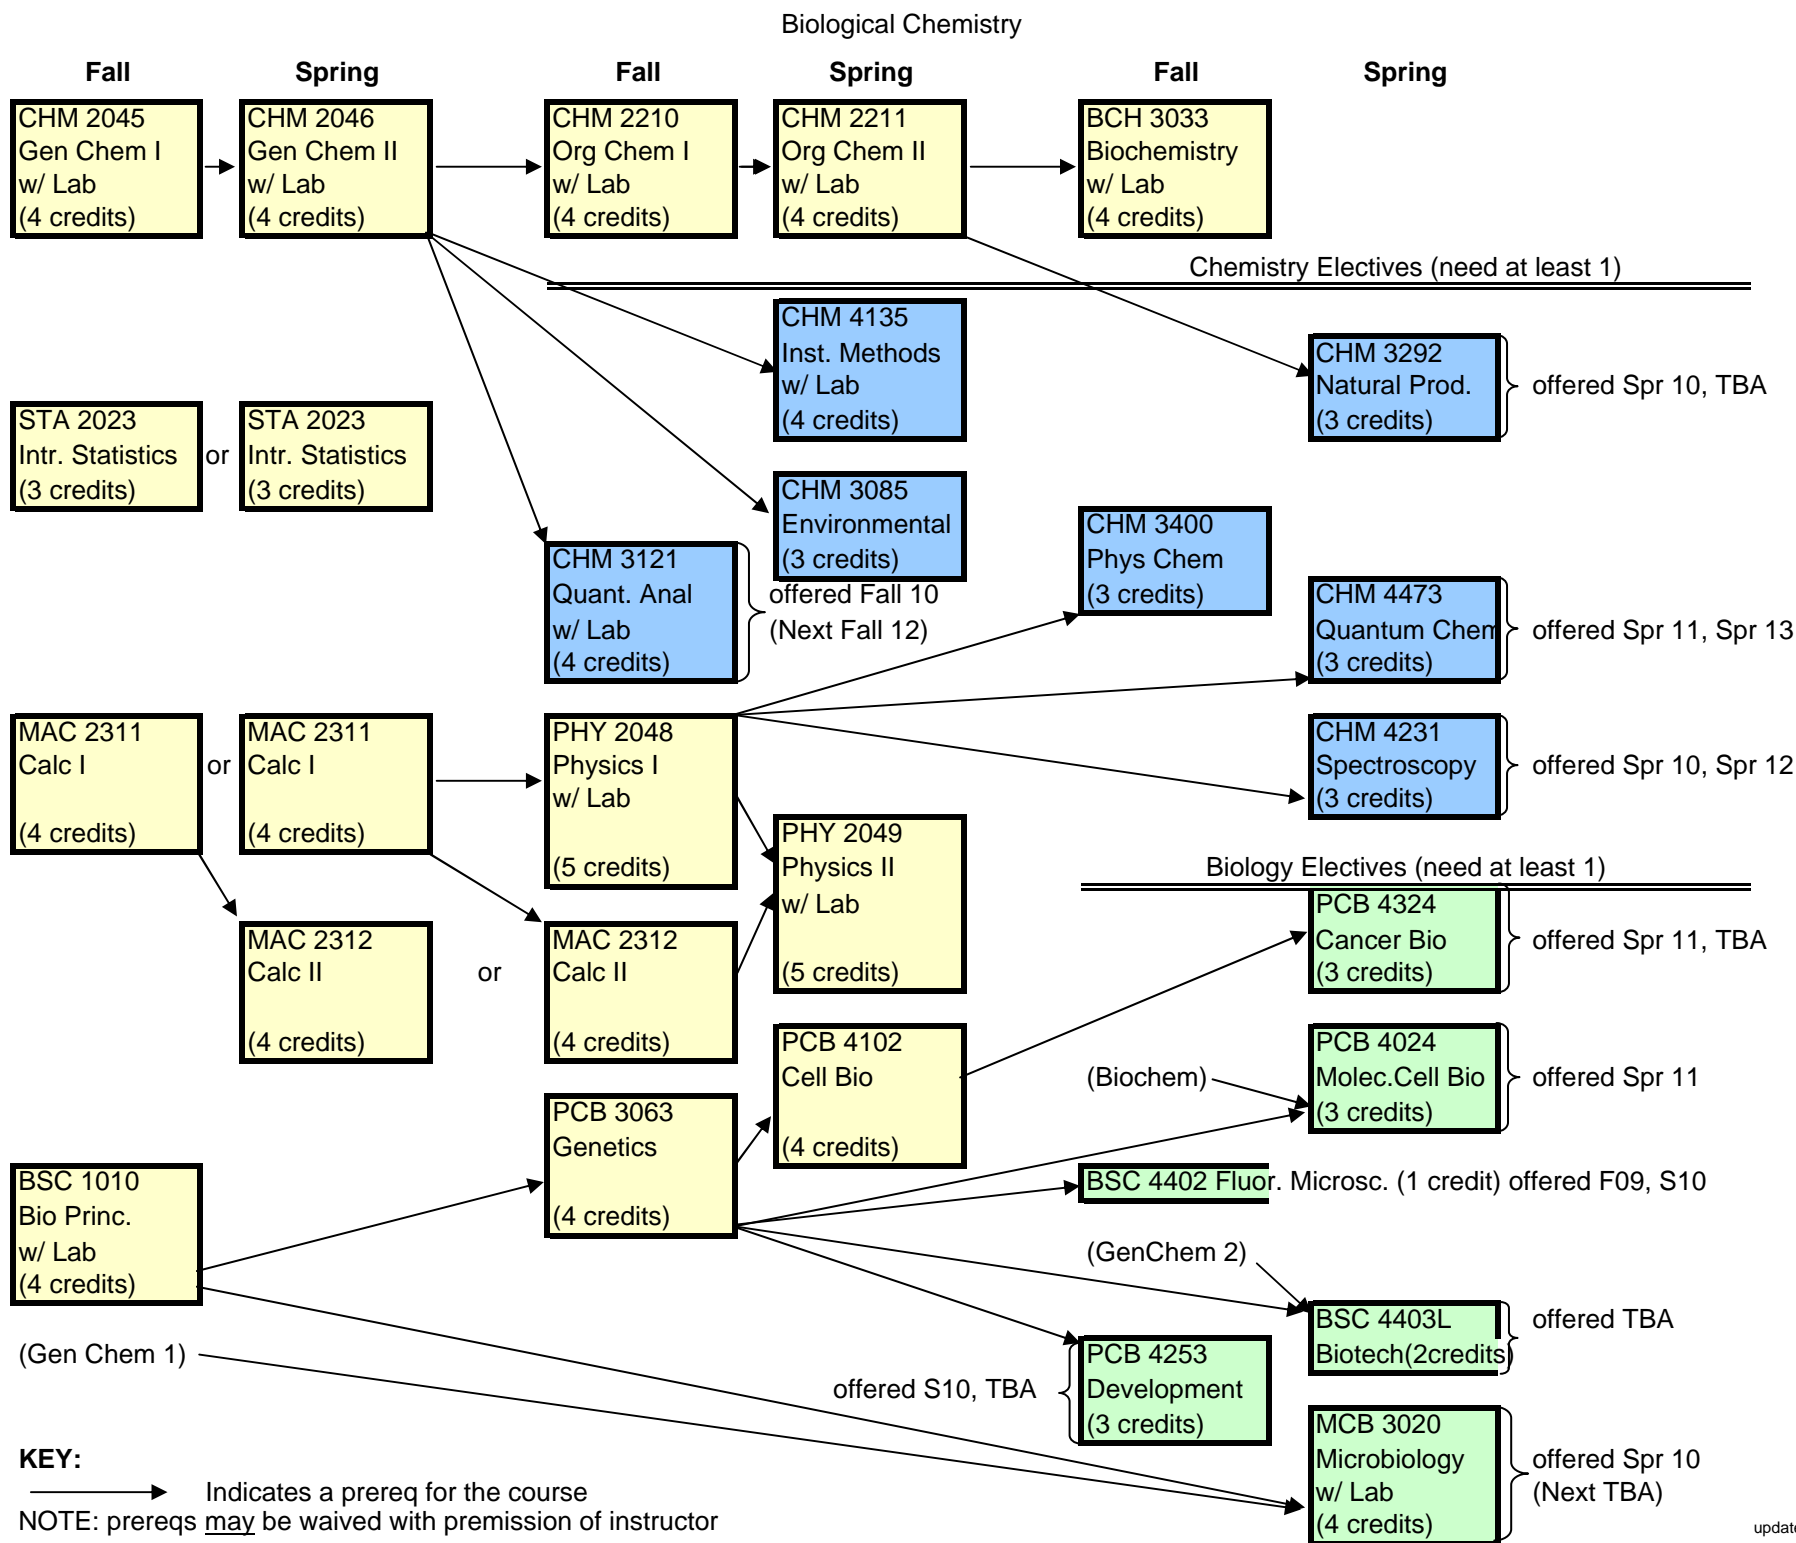 Biological Chemistry
Fall
Spring
Fall
Spring
Fall
Spring
CHM 2045
Gen Chem I
w/ Lab
(4 credits)
CHM 2046
Gen Chem II
w/ Lab
(4 credits)
CHM 2210
Org Chem I
w/ Lab
(4 credits)
CHM 2211
Org Chem II
w/ Lab
(4 credits)
BCH 3033
Biochemistry
w/ Lab
(4 credits)
Chemistry Electives (need at least 1)
CHM 4135
Inst. Methods
w/ Lab
(4 credits)
CHM 3292
Natural Prod.
(3 credits)
offered Spr 10, TBA
STA 2023
Intr. Statistics
(3 credits)
or
STA 2023
Intr. Statistics
(3 credits)
CHM 3085
Environmental
(3 credits)
CHM 3121
Quant. Anal
w/ Lab
(4 credits)
offered Fall 10
(Next Fall 12)
CHM 3400
Phys Chem
(3 credits)
CHM 4473
Quantum Chem
(3 credits)
offered Spr 11, Spr 13
MAC 2311
Calc I
(4 credits)
or
MAC 2311
Calc I
(4 credits)
PHY 2048
Physics I
w/ Lab
(5 credits)
CHM 4231
Spectroscopy
(3 credits)
offered Spr 10, Spr 12
PHY 2049
Physics II
w/ Lab
(5 credits)
Biology Electives (need at least 1)
MAC 2312
Calc II
(4 credits)
or
MAC 2312
Calc II
(4 credits)
PCB 4324
Cancer Bio
(3 credits)
offered Spr 11, TBA
PCB 4102
Cell Bio
(4 credits)
(Biochem)
PCB 4024
Molec.Cell Bio
(3 credits)
offered Spr 11
PCB 3063
Genetics
(4 credits)
BSC 1010
Bio Princ.
w/ Lab
(4 credits)
BSC 4402 Fluor. Microsc. (1 credit) offered F09, S10
(GenChem 2)
BSC 4403L
Biotech(2credits)
offered TBA
(Gen Chem 1)
offered S10, TBA
PCB 4253
Development
(3 credits)
MCB 3020
Microbiology
w/ Lab
(4 credits)
offered Spr 10
(Next TBA)
KEY:
Indicates a prereq for the course
NOTE: prereqs may be waived with premission of instructor
update